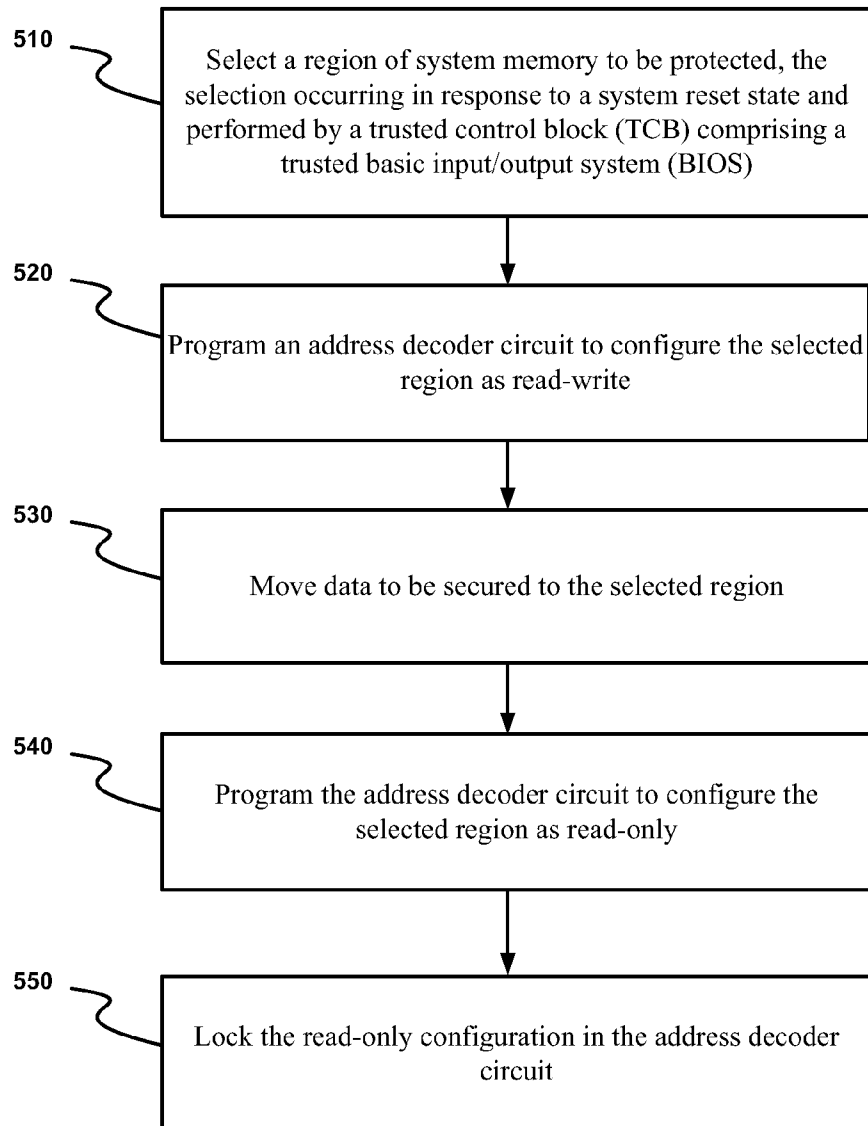 510
Select a region of system memory to be protected, the
selection occurring in response to a system reset state and
performed by a trusted control block (TCB) comprising a
trusted basic input/output system (BIOS)
520
Program an address decoder circuit to configure the selected
region as read-write
530
Move data to be secured to the selected region
540
Program the address decoder circuit to configure the
selected region as read-only
550
Lock the read-only configuration in the address decoder
circuit